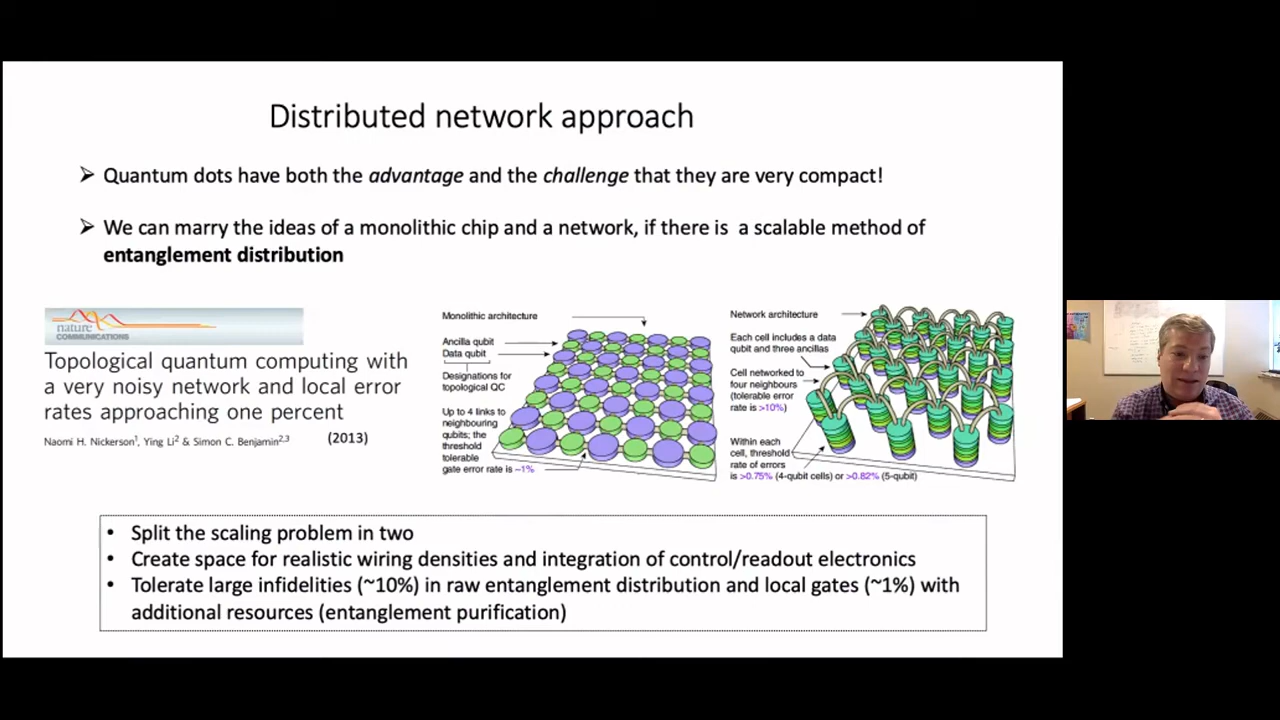 Distributed network approach
Quantum dots have both the advantage and the challenge that they are very compact!
We can marry the ideas of a monolithic chip and a network, if there is a scalable method of
entanglement distribution
nature
COMMUNICATIONS
Topological quantum computing with
a very noisy network and local error
rates approaching one percent
Naomi H. Nickerson¹, Ying Li² & Simon C. Benjamin²,³
(2013)
Monolithic architecture
Ancilla qubit
Data qubit
Designations for
topological QC
Up to 4 links to
neighbouring
qubits; the
threshold
tolerable
gate error rate is ~1%
Network architecture
Each cell includes a data
qubit and three ancillas
Cell networked to
four neighbours
(tolerable error
rate is >10%)
Within each
cell, threshold
rate of errors
is >0.75% (4-qubit cells) or >0.82% (5-qubit)
• Split the scaling problem in two
• Create space for realistic wiring densities and integration of control/readout electronics
• Tolerate large infidelities (~10%) in raw entanglement distribution and local gates (~1%) with
additional resources (entanglement purification)